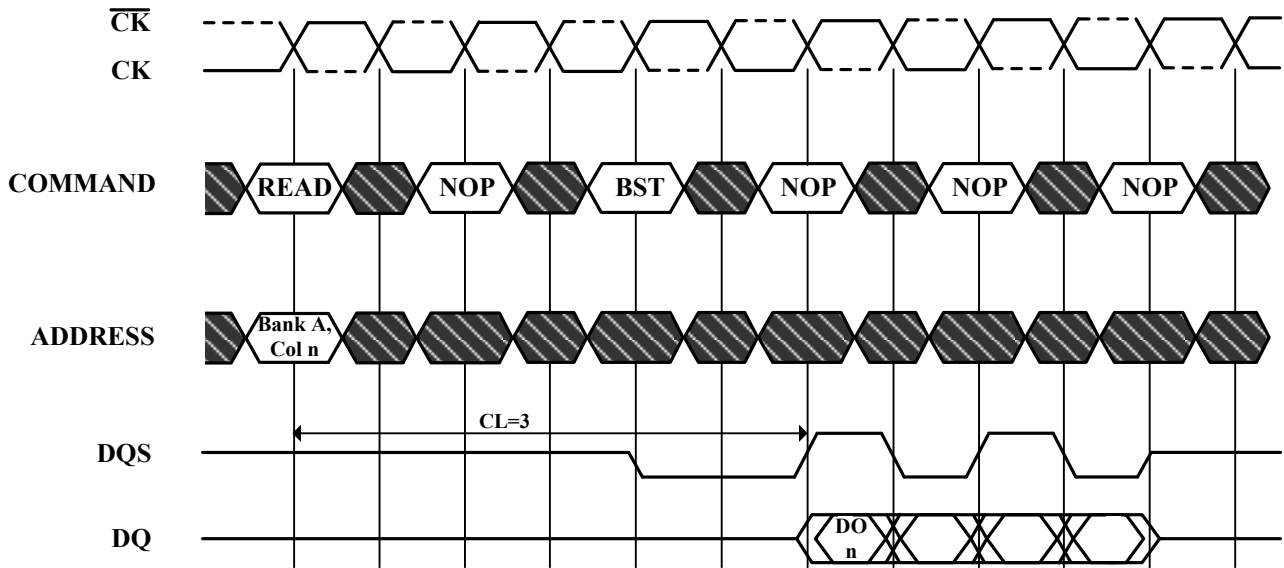 CK
CK
COMMAND READ NOP BST NOP NOP NOP
ADDRESS Bank A,
Col n
CL=3
DQS
DQ DO
n